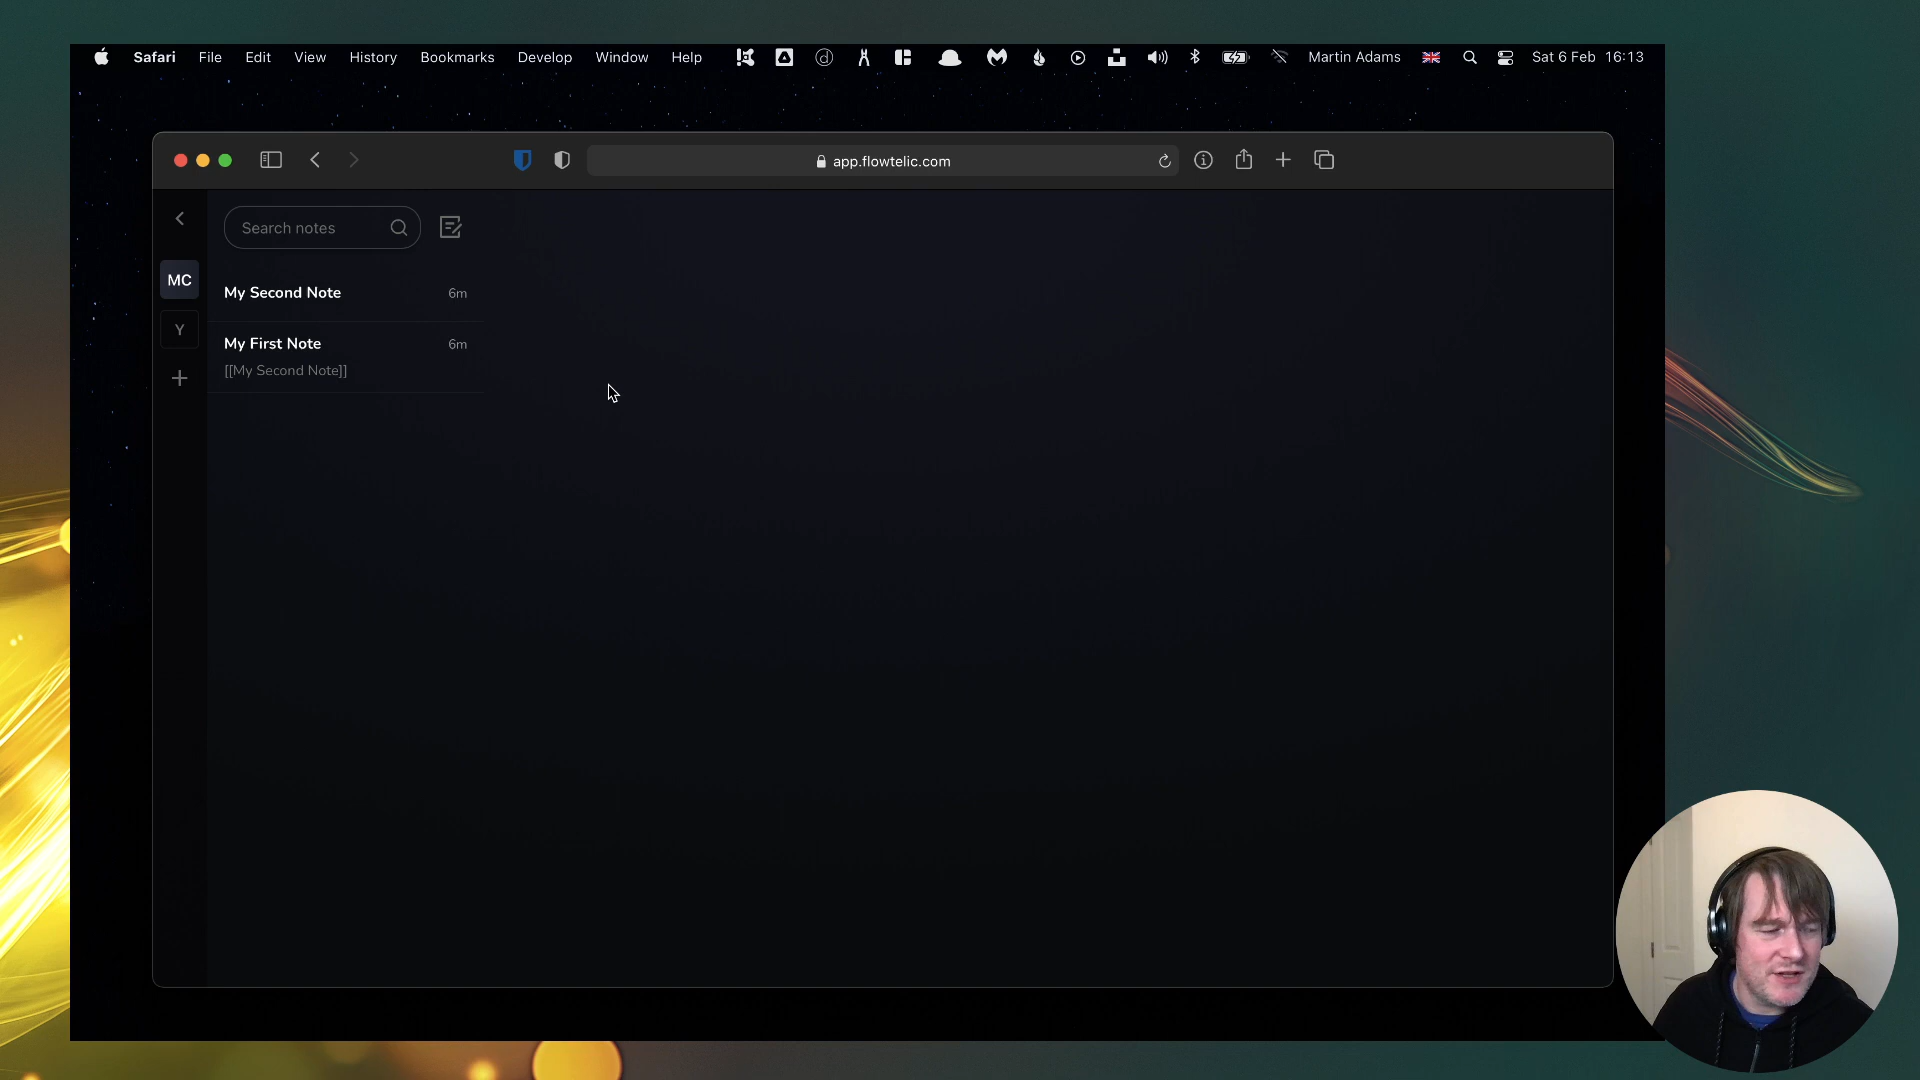 Safari File Edit View History Bookmarks Develop Window Help Martin Adams Sat 6 Feb 16:13
app.flowtelic.com
Search notes
MC
My Second Note 6m
Y
My First Note 6m
[[My Second Note]]